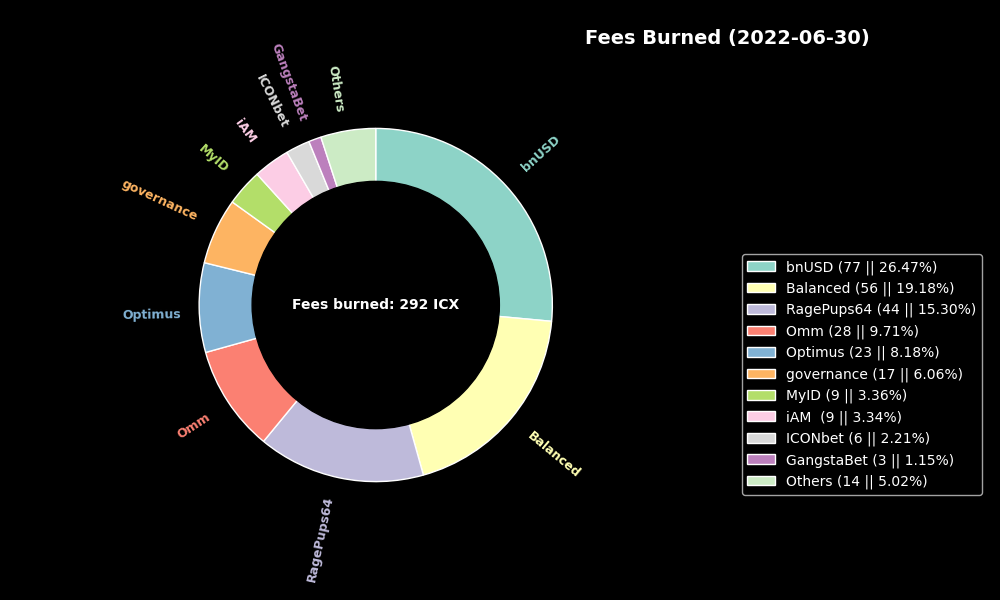 Fees Burned (2022-06-30)
Others
GangstaBet
ICONbet
iAM
MyID
governance
Optimus
Omm
RagePups64
Balanced
bnUSD
Fees burned: 292 ICX
bnUSD (77 || 26.47%)
Balanced (56 || 19.18%)
RagePups64 (44 || 15.30%)
Omm (28 || 9.71%)
Optimus (23 || 8.18%)
governance (17 || 6.06%)
MyID (9 || 3.36%)
iAM  (9 || 3.34%)
ICONbet (6 || 2.21%)
GangstaBet (3 || 1.15%)
Others (14 || 5.02%)